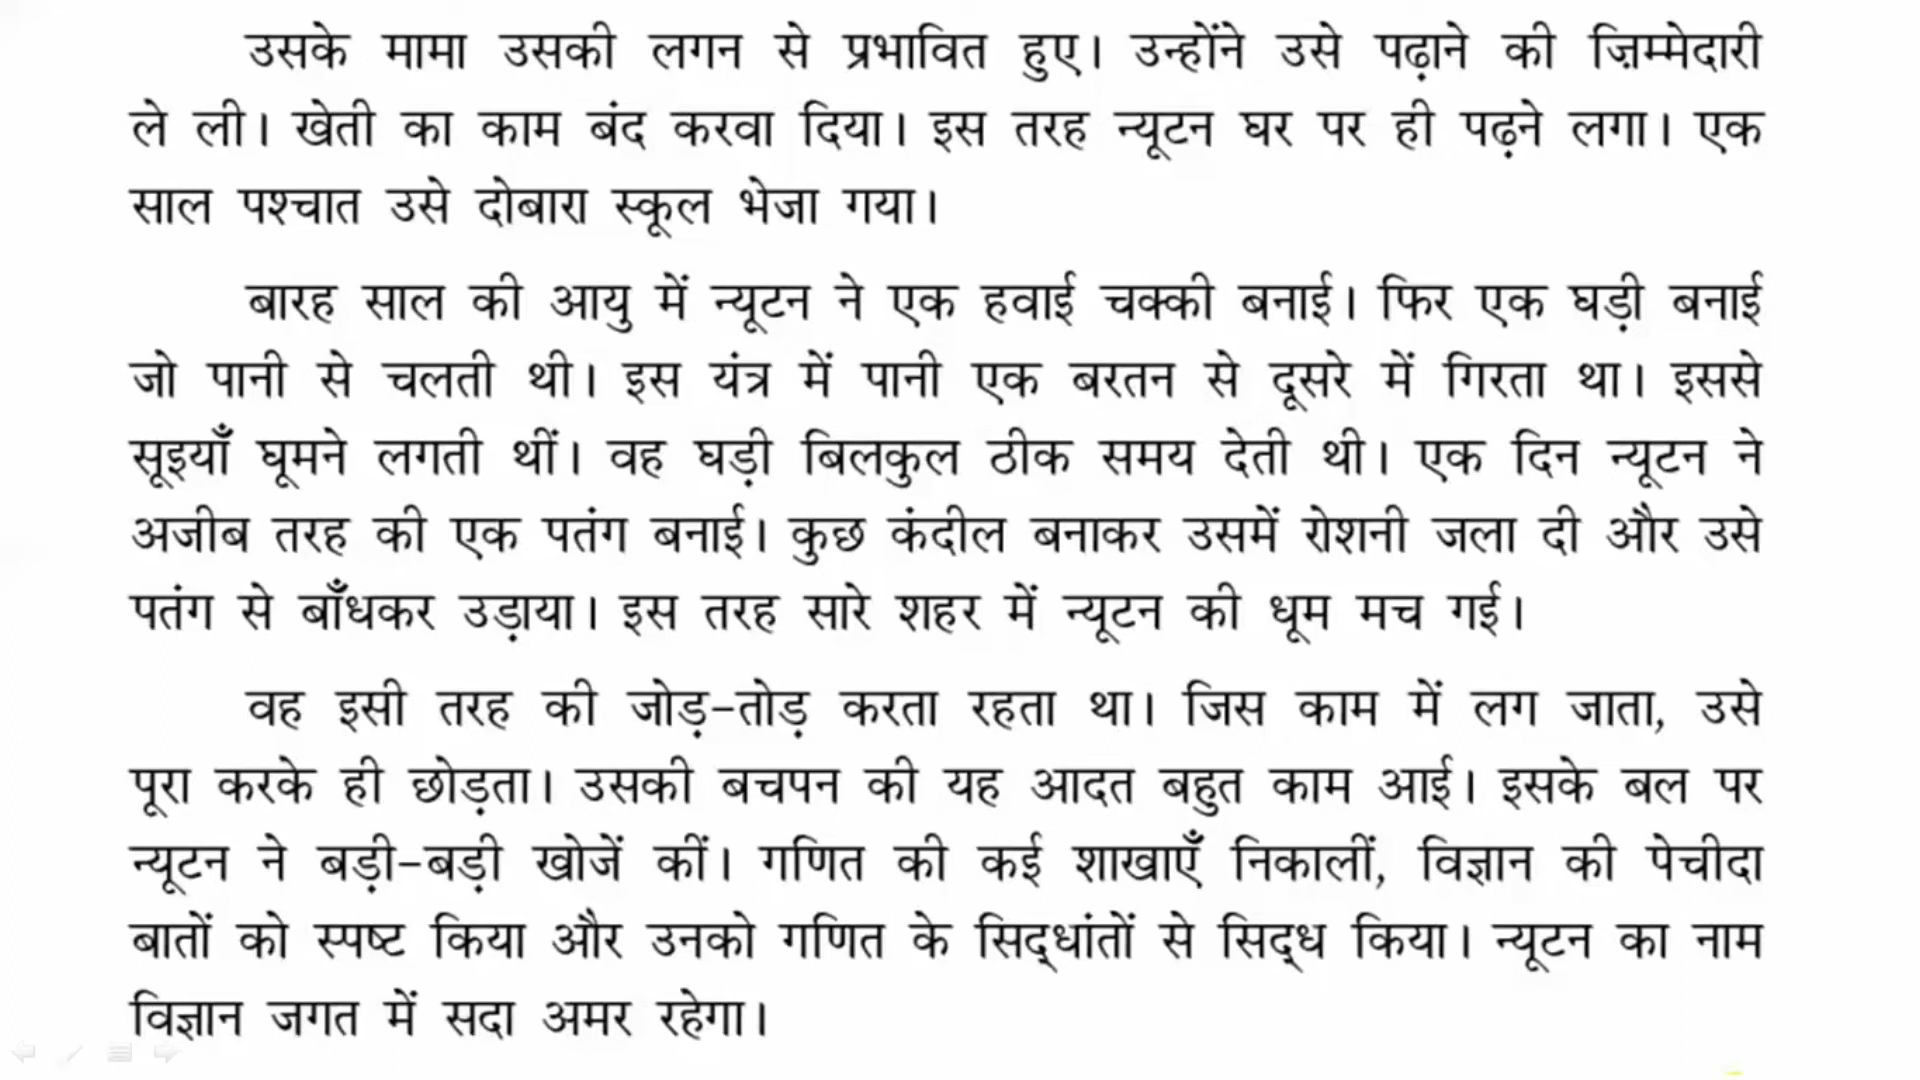 उसके मामा उसकी लगन से प्रभावित हुए। उन्होंने उसे पढ़ाने की ज़िम्मेदारी
ले ली। खेती का काम बंद करवा दिया। इस तरह न्यूटन घर पर ही पढ़ने लगा। एक
साल पश्चात उसे दोबारा स्कूल भेजा गया।
बारह साल की आयु में न्यूटन ने एक हवाई चक्की बनाई। फिर एक घड़ी बनाई
जो पानी से चलती थी। इस यंत्र में पानी एक बरतन से दूसरे में गिरता था। इससे
सूइयाँ घूमने लगती थीं। वह घड़ी बिलकुल ठीक समय देती थी। एक दिन न्यूटन ने
अजीब तरह की एक पतंग बनाई। कुछ कंदील बनाकर उसमें रोशनी जला दी और उसे
पतंग से बाँधकर उड़ाया। इस तरह सारे शहर में न्यूटन की धूम मच गई।
वह इसी तरह की जोड़-तोड़ करता रहता था। जिस काम में लग जाता, उसे
पूरा करके ही छोड़ता। उसकी बचपन की यह आदत बहुत काम आई। इसके बल पर
न्यूटन ने बड़ी-बड़ी खोजें कीं। गणित की कई शाखाएँ निकालीं, विज्ञान की पेचीदा
बातों को स्पष्ट किया और उनको गणित के सिद्‌धांतों से सिद्‌ध किया। न्यूटन का नाम
विज्ञान जगत में सदा अमर रहेगा।